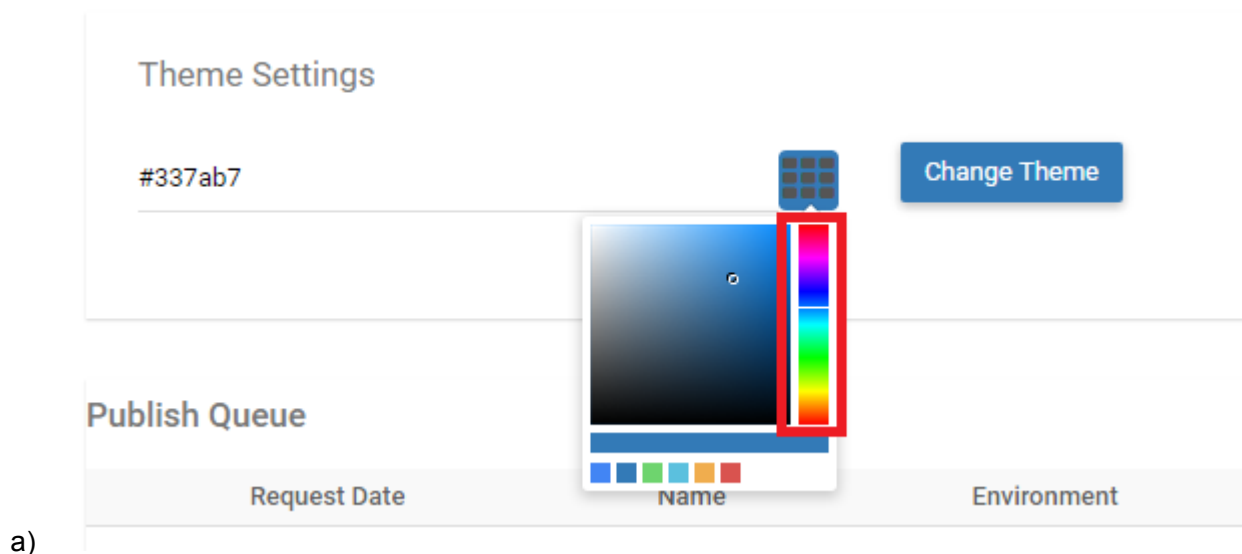 Theme Settings
#337ab7
Change Theme
Publish Queue
Request Date Name Environment
a)